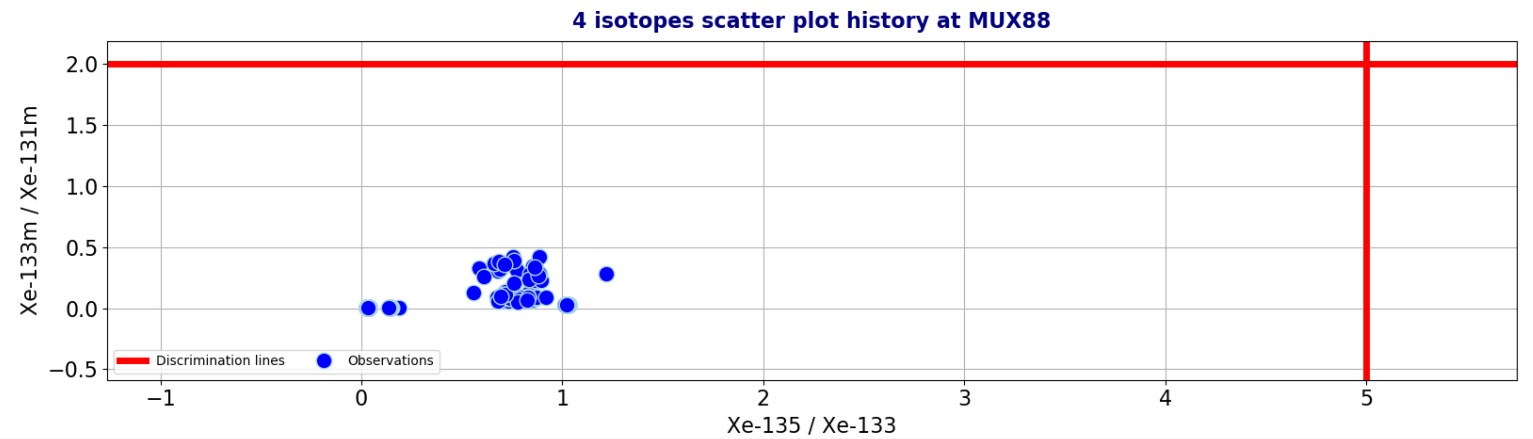 4 isotopes scatter plot history at MUX88
Xe-133m / Xe-131m
2.0
1.5
1.0
0.5
0.0
−0.5
Discrimination lines
Observations
−1
0
1
2
3
4
5
Xe-135 / Xe-133